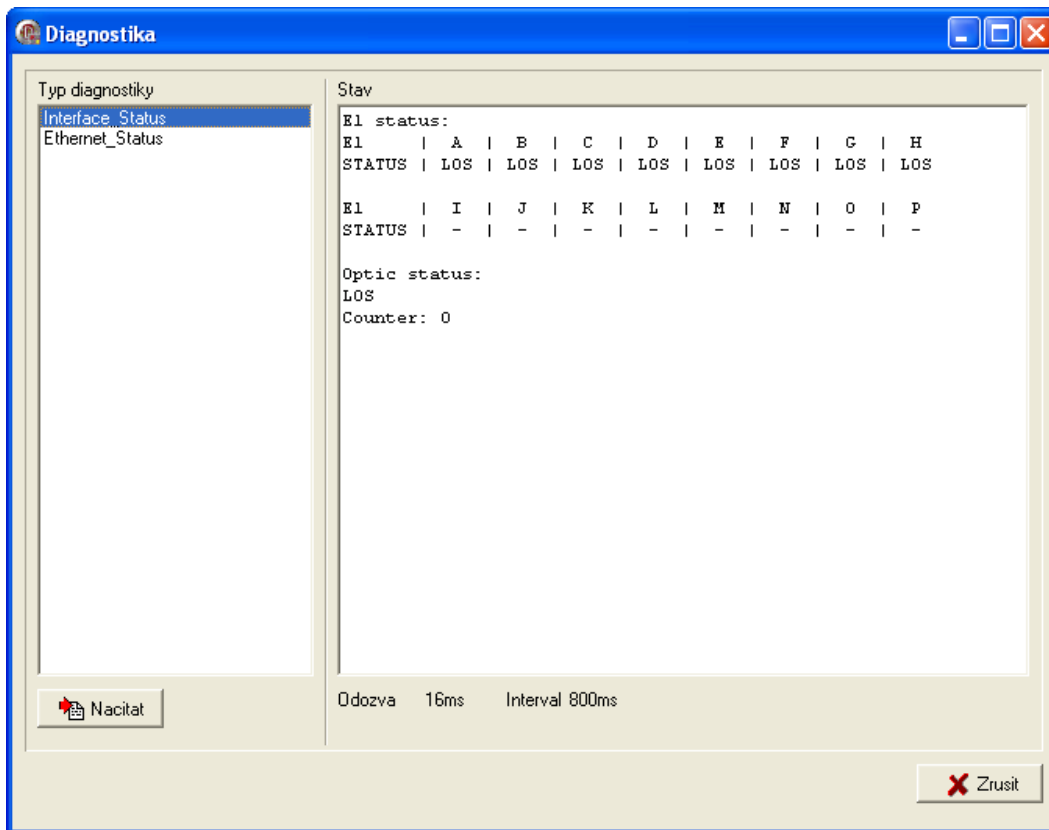 Diagnostika
Typ diagnostiky
Interface_Status
Ethernet_Status
Nacitat
Stav
E1 status:
E1     |  A  |  B  |  C  |  D  |  E  |  F  |  G  |  H
STATUS | LOS | LOS | LOS | LOS | LOS | LOS | LOS | LOS
E1     |  I  |  J  |  K  |  L  |  M  |  N  |  O  |  P
STATUS |  -  |  -  |  -  |  -  |  -  |  -  |  -  |  -
Optic status:
LOS
Counter: 0
Odozva 16ms Interval 800ms
Zrusit